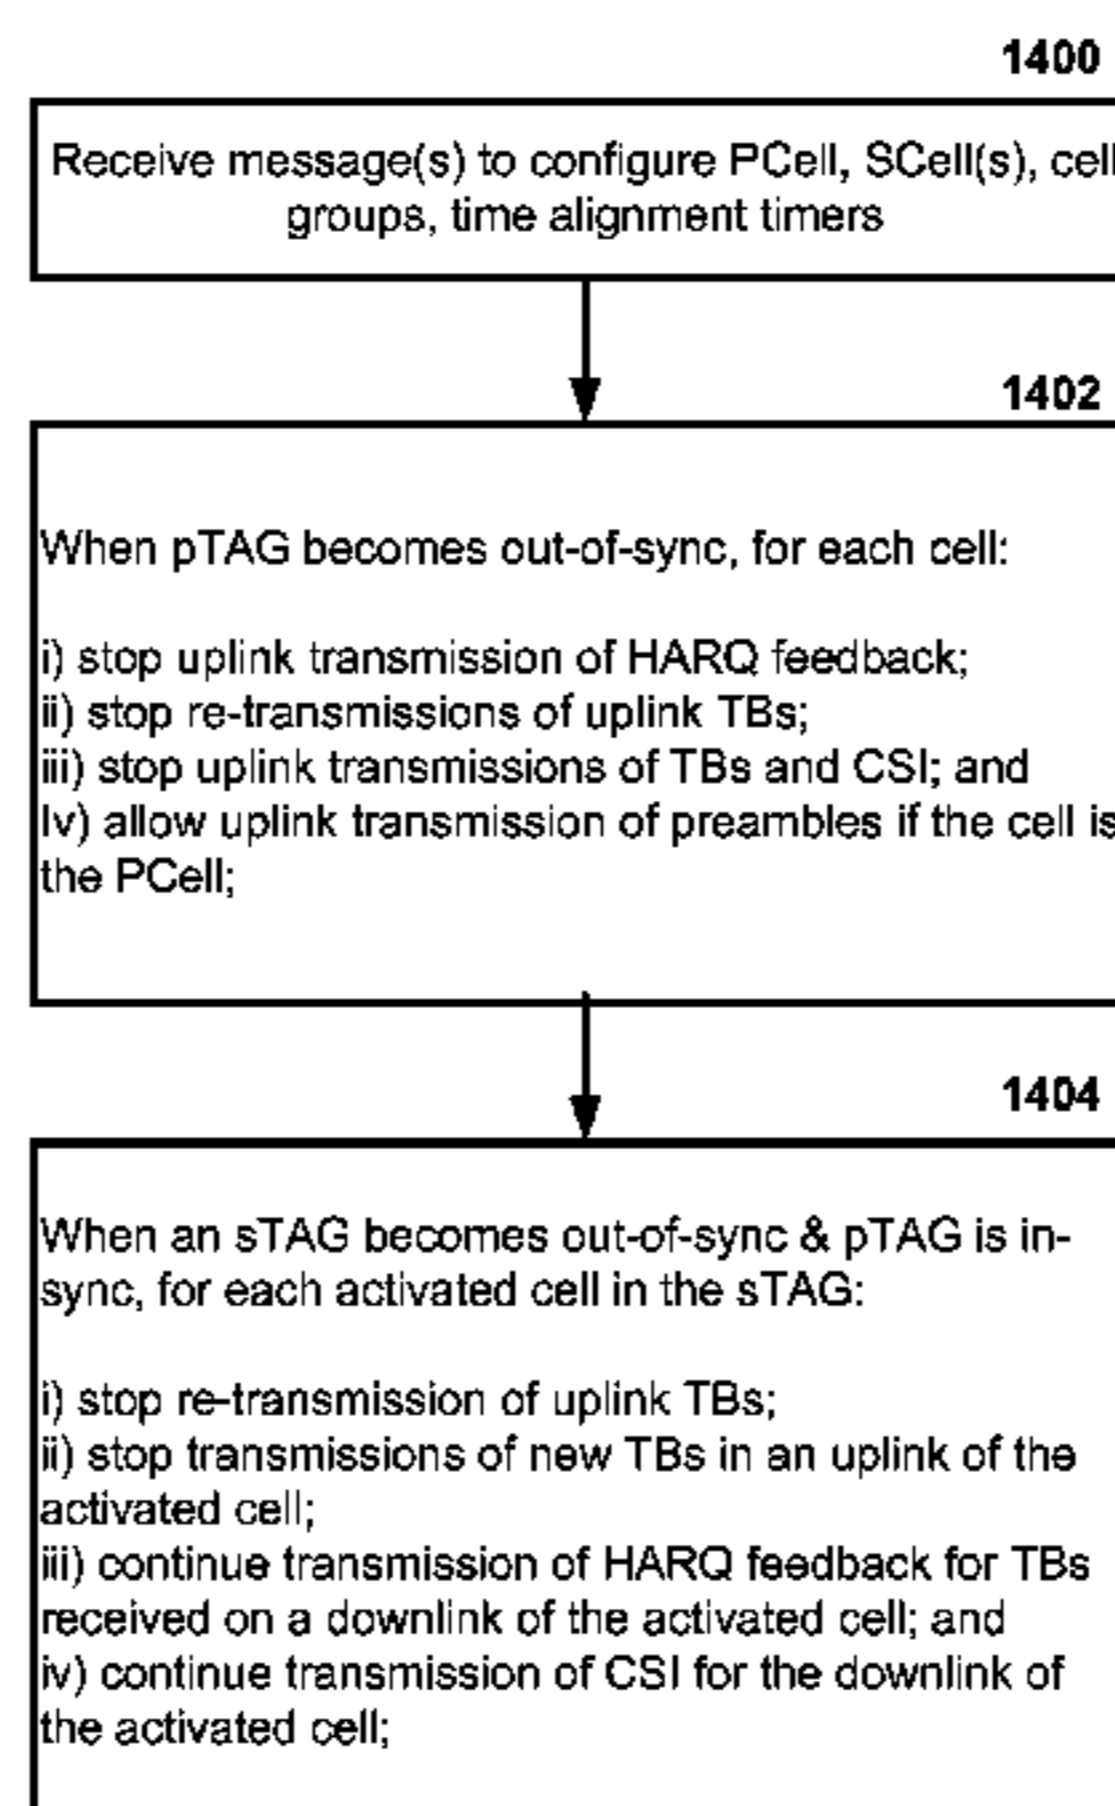 1400
Receive message(s) to configure PCell, SCell(s), cell
groups, time alignment timers
1402
When pTAG becomes out-of-sync, for each cell:
i) stop uplink transmission of HARQ feedback;
ii) stop re-transmissions of uplink TBs;
iii) stop uplink transmissions of TBs and CSI; and
Iv) allow uplink transmission of preambles if the cell is
the PCell;
1404
When an sTAG becomes out-of-sync & pTAG is in-
sync, for each activated cell in the sTAG:
i) stop re-transmission of uplink TBs;
ii) stop transmissions of new TBs in an uplink of the
activated cell;
iii) continue transmission of HARQ feedback for TBs
received on a downlink of the activated cell; and
iv) continue transmission of CSI for the downlink of
the activated cell;